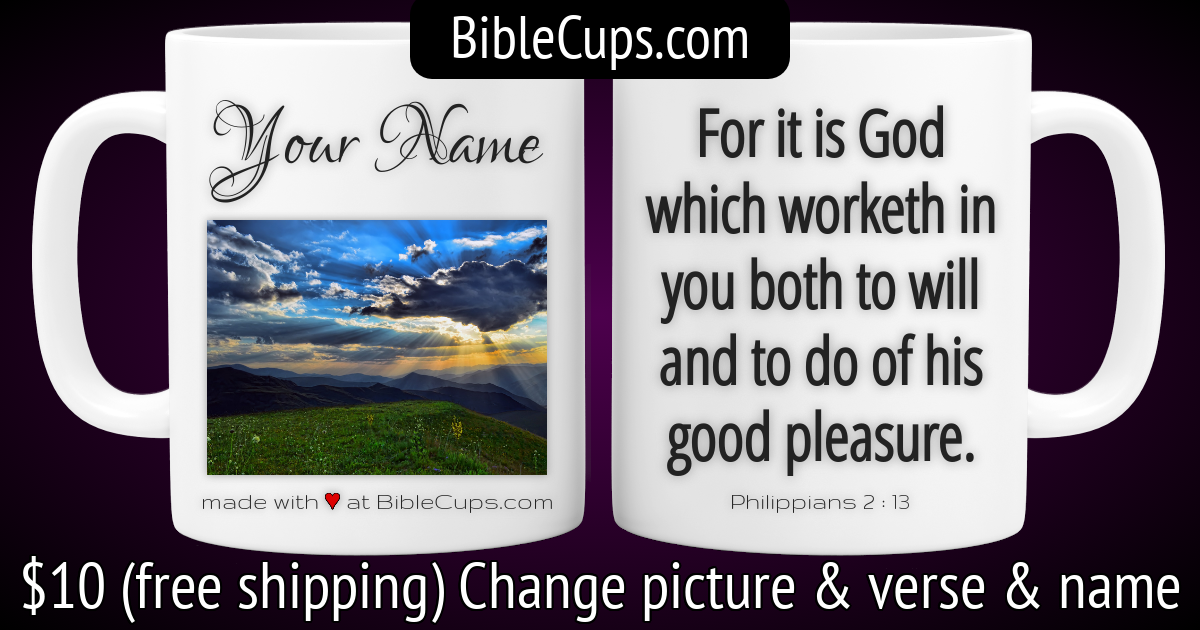 BibleCups.com
Your Name
made with ❤ at BibleCups.com
For it is God
which worketh in
you both to will
and to do of his
good pleasure.
Philippians 2 : 13
$10 (free shipping) Change picture & verse & name